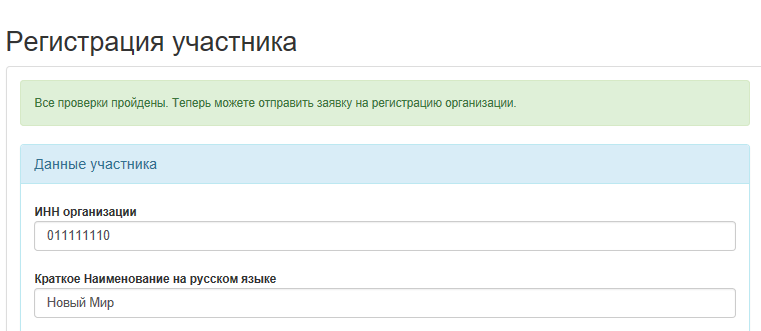 Регистрация участника
Все проверки пройдены. Теперь можете отправить заявку на регистрацию организации.
Данные участника
ИНН организации
011111110
Краткое Наименование на русском языке
Новый Мир